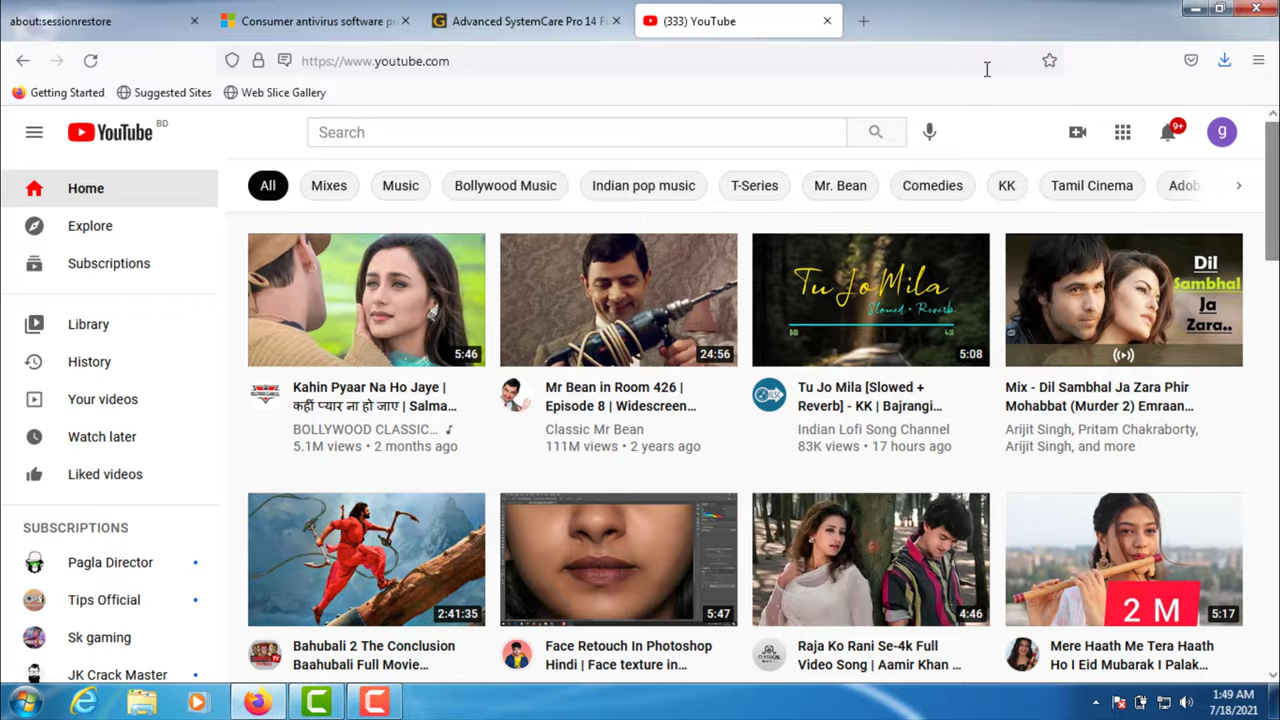 about:sessionrestore
Consumer antivirus software pr
Advanced SystemCare Pro 14 F
(333) YouTube
https://www.youtube.com
Getting Started
Suggested Sites
Web Slice Gallery
YouTube BD
Search
9+
g
Home
Explore
Subscriptions
Library
History
Your videos
Watch later
Liked videos
SUBSCRIPTIONS
Pagla Director
Tips Official
Sk gaming
JK Crack Master
All
Mixes
Music
Bollywood Music
Indian pop music
T-Series
Mr. Bean
Comedies
KK
Tamil Cinema
Adob
5:46
Kahin Pyaar Na Ho Jaye |
कहीं प्यार ना हो जाए | Salma...
BOLLYWOOD CLASSIC...
5.1M views • 2 months ago
24:56
Mr Bean in Room 426 |
Episode 8 | Widescreen...
Classic Mr Bean
111M views • 2 years ago
Tu Jo Mila
Slowed + Reverb
5:08
Tu Jo Mila [Slowed +
Reverb] - KK | Bajrangi...
Indian Lofi Song Channel
83K views • 17 hours ago
Dil
Sambhal
Ja
Zara..
Mix - Dil Sambhal Ja Zara Phir
Mohabbat (Murder 2) Emraan...
Arijit Singh, Pritam Chakraborty,
Arijit Singh, and more
2:41:35
Bahubali 2 The Conclusion
Baahubali Full Movie...
5:47
Face Retouch In Photoshop
Hindi | Face texture in...
4:46
Raja Ko Rani Se-4k Full
Video Song | Aamir Khan ...
2 M
5:17
Mere Haath Me Tera Haath
Ho I Eid Mubarak I Palak...
1:49 AM
7/18/2021